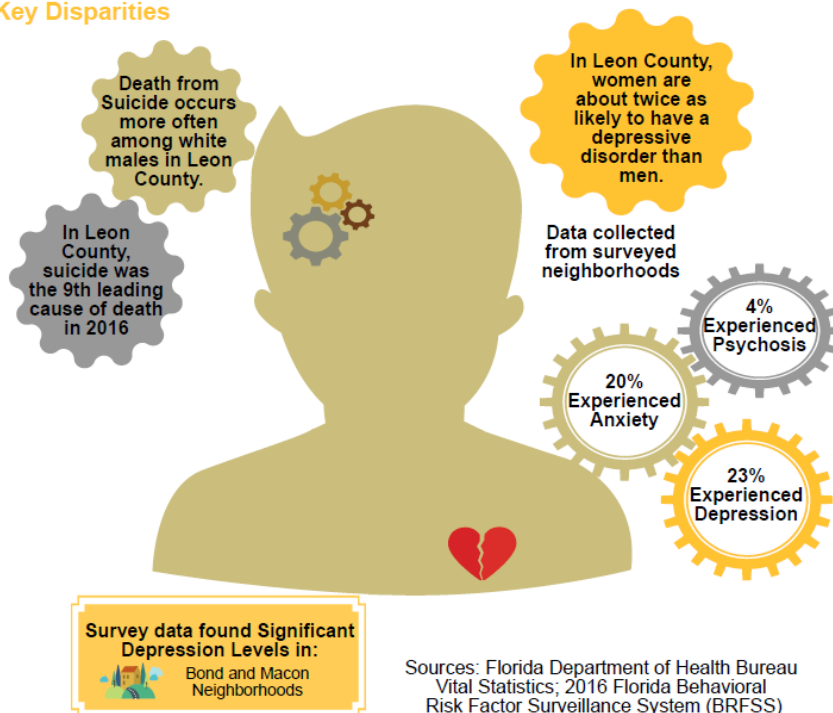 Key Disparities
Death from
Suicide occurs
more often
among white
males in Leon
County.
In Leon
County,
suicide was
the 9th leading
cause of death
in 2016
In Leon County,
women are
about twice as
likely to have a
depressive
disorder than
men.
Data collected
from surveyed
neighborhoods
4%
Experienced
Psychosis
20%
Experienced
Anxiety
23%
Experienced
Depression
Survey data found Significant
Depression Levels in:
Bond and Macon
Neighborhoods
Sources: Florida Department of Health Bureau
Vital Statistics; 2016 Florida Behavioral
Risk Factor Surveillance System (BRFSS)